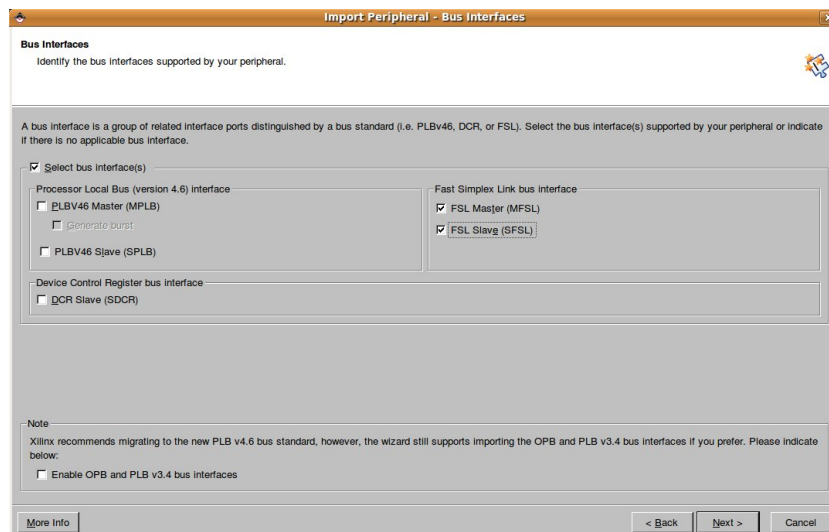 Import Peripheral - Bus Interfaces
Bus Interfaces
Identify the bus interfaces supported by your peripheral.
A bus interface is a group of related interface ports distinguished by a bus standard (i.e. PLBv46, DCR, or FSL). Select the bus interface(s) supported by your peripheral or indicate
if there is no applicable bus interface.
Select bus interface(s)
Processor Local Bus (version 4.6) interface
PLBV46 Master (MPLB)
Generate burst
PLBV46 Slave (SPLB)
Fast Simplex Link bus interface
FSL Master (MFSL)
FSL Slave (SFSL)
Device Control Register bus interface
DCR Slave (SDCR)
Note
Xilinx recommends migrating to the new PLB v4.6 bus standard, however, the wizard still supports importing the OPB and PLB v3.4 bus interfaces if you prefer. Please indicate
below:
Enable OPB and PLB v3.4 bus interfaces
More Info
< Back
Next >
Cancel